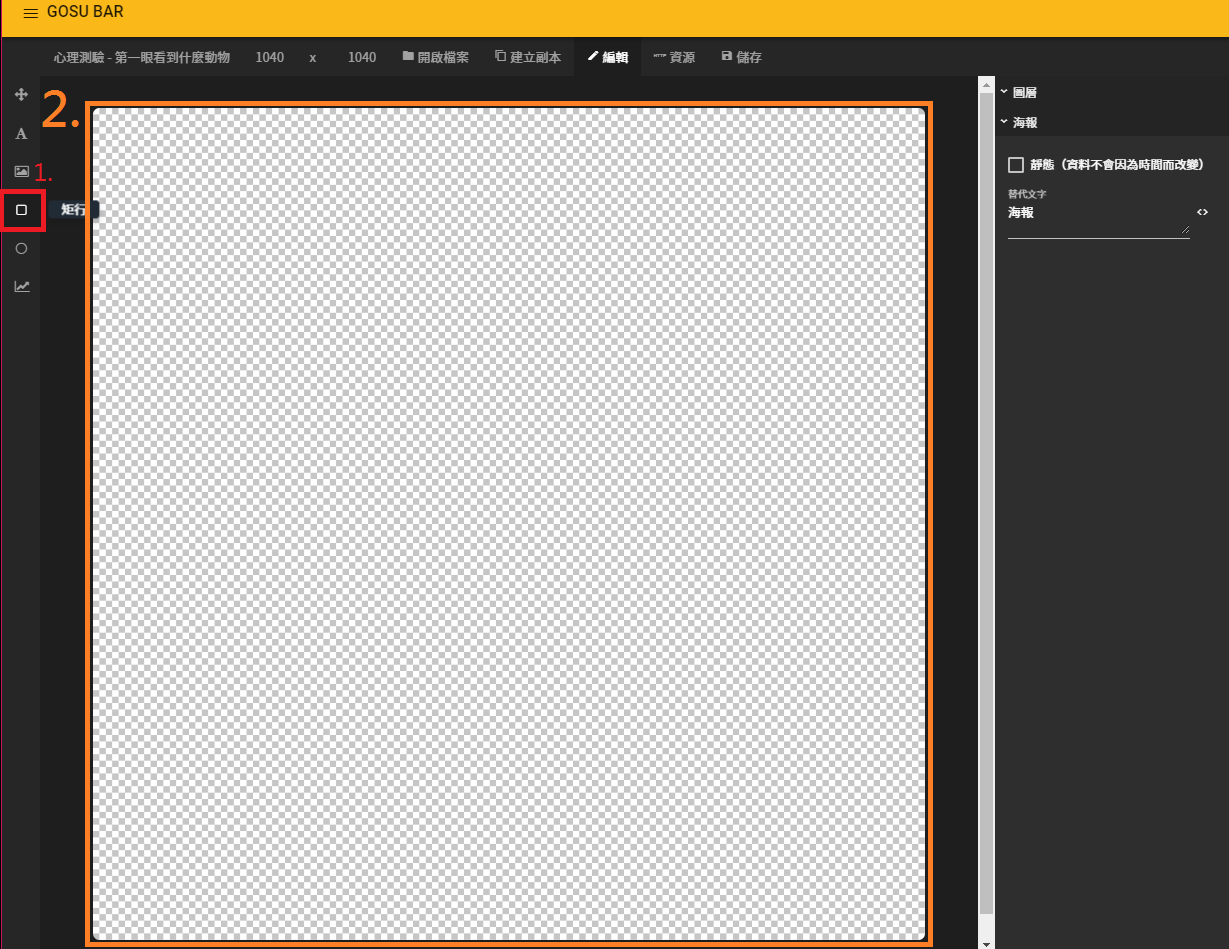 GOSU BAR
心理測驗 - 第一眼看到什麼動物 1040 x 1040 開啟檔案 建立副本 編輯 HTTP 資源 儲存
圖層
2.
A
海報
靜態（資料不會因為時間而改變）
1.
替代文字
矩行
海報